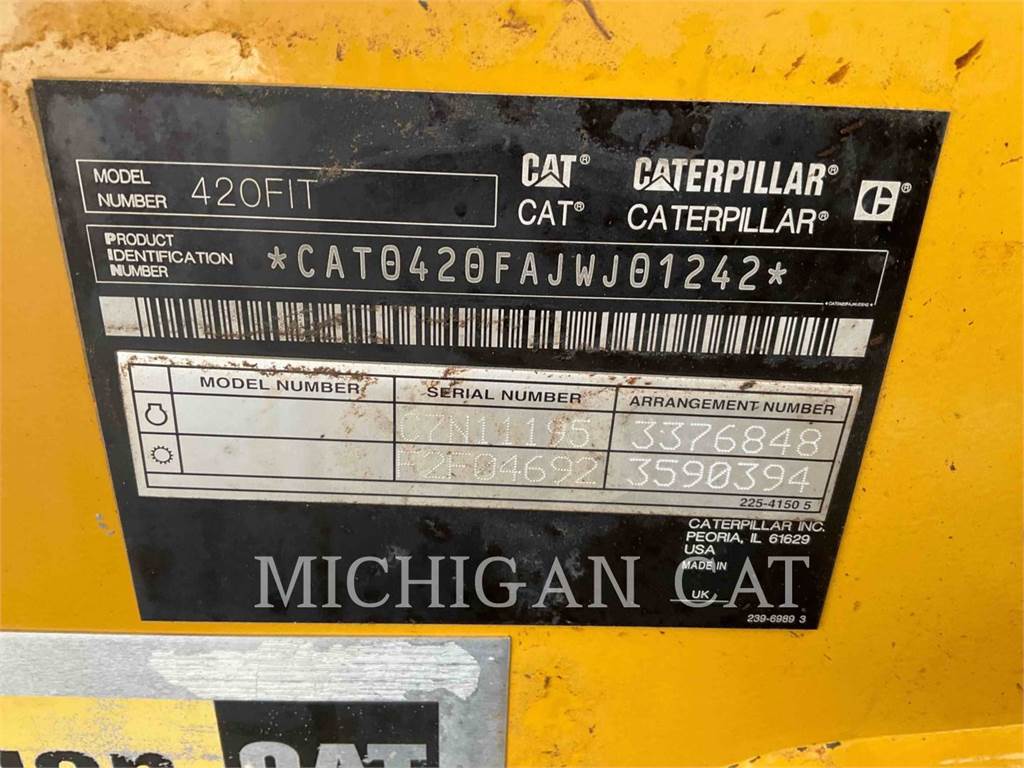 MODEL NUMBER 420FIT
CAT® CATERPILLAR® C®
CAT® CATERPILLAR®
PRODUCT IDENTIFICATION NUMBER *CAT0420FAJWJ01242*
MODEL NUMBER SERIAL NUMBER ARRANGEMENT NUMBER
C7N11195 3376848
F2F04692 3590394
225-4150 5
CATERPILLAR INC.
PEORIA, IL 61629
USA
MADE IN
UK
239-6989 3
MICHIGAN CAT
CAT